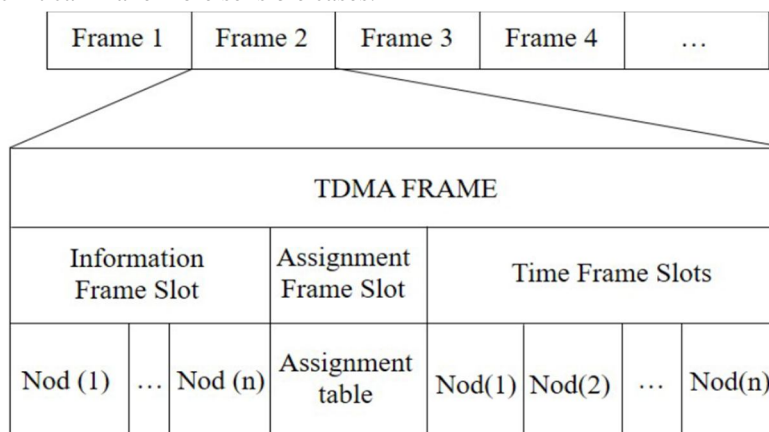 Frame 1 Frame 2 Frame 3 Frame 4 ...
TDMA FRAME
Information Assignment Time Frame Slots
Frame Slot Frame Slot
Nod (1) ... Nod (n) Assignment Nod(1) Nod(2) ... Nod(n)
table